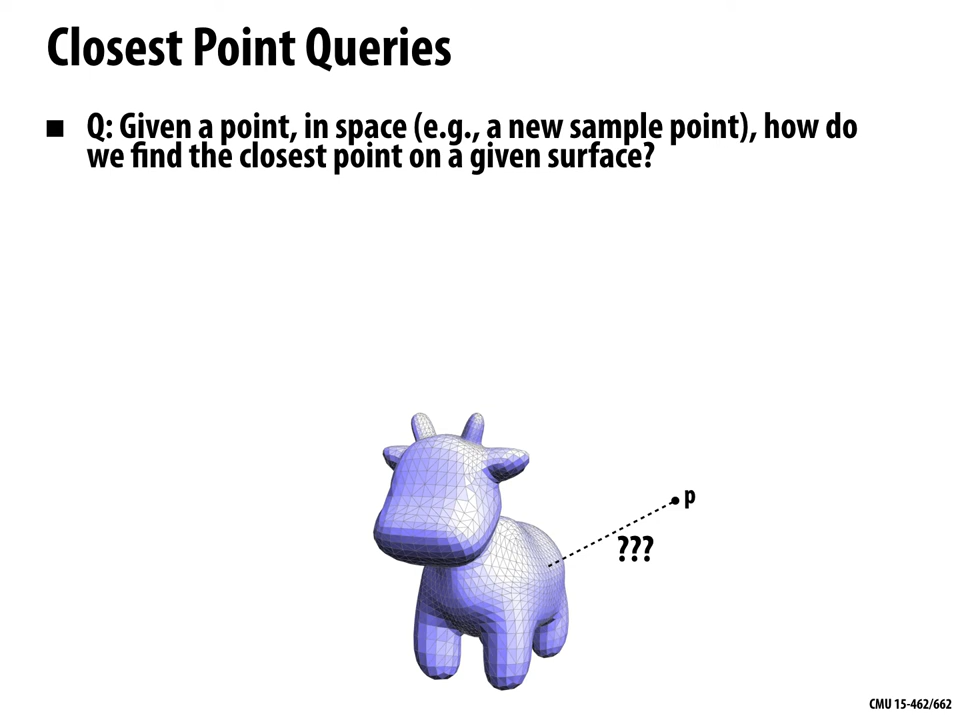 Closest Point Queries
■ Q: Given a point, in space (e.g., a new sample point), how do
we find the closest point on a given surface?
p
???
CMU 15-462/662